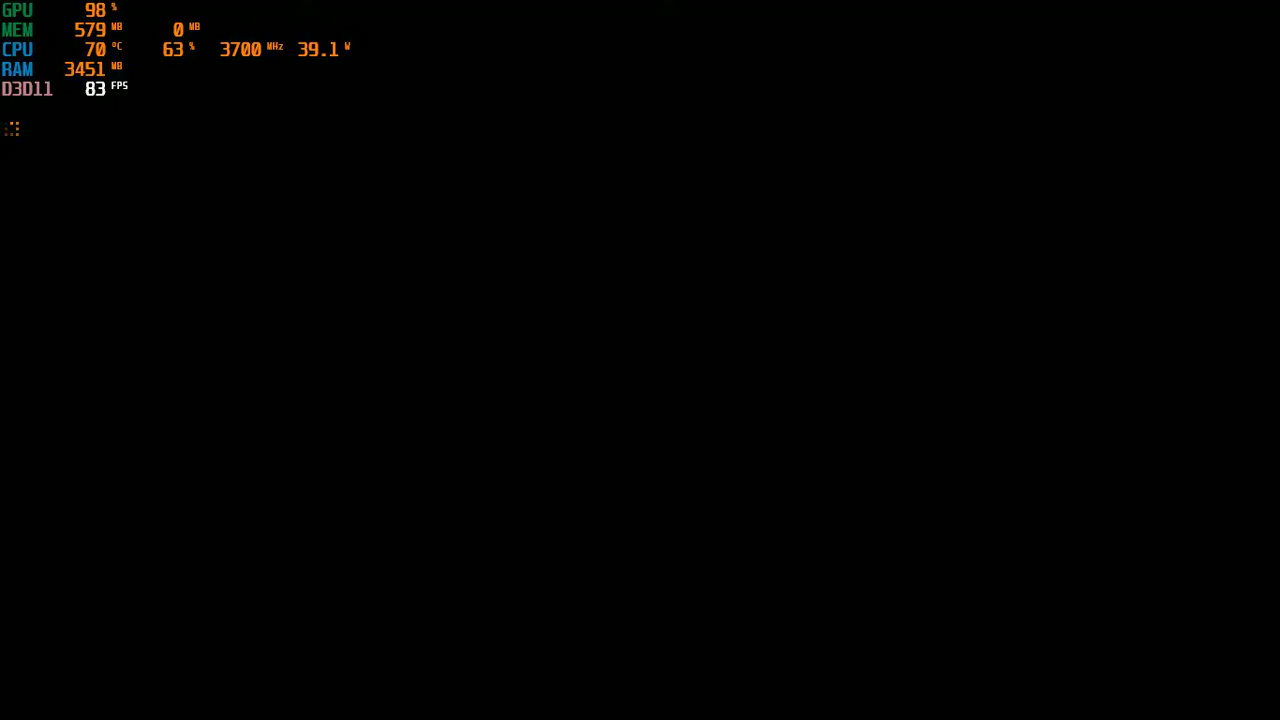 GPU 98 %
MEM 579 MB 0 MB
CPU 70 °C 63 % 3700 MHz 39.1 W
RAM 3451 MB
D3D11 83 FPS